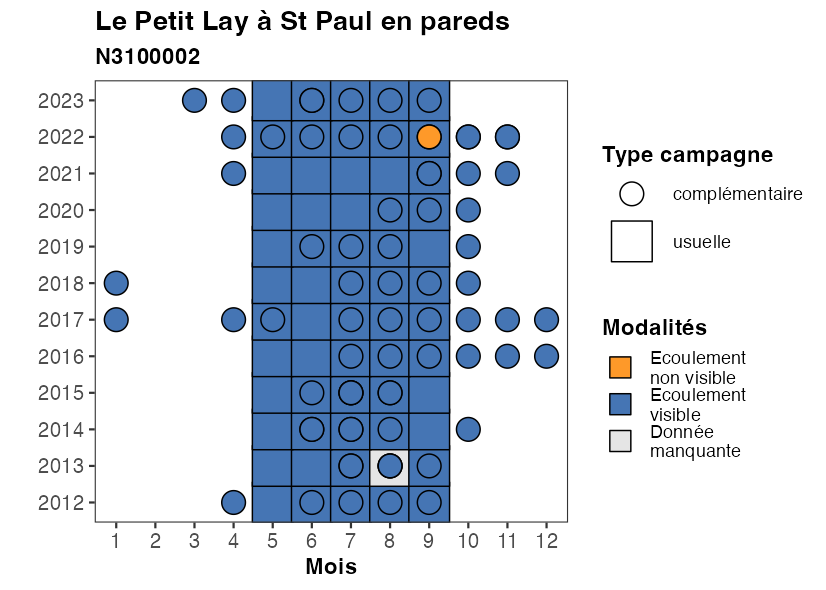 Le Petit Lay à St Paul en pareds
N3100002
2023
2022
2021
2020
2019
2018
2017
2016
2015
2014
2013
2012
1 2 3 4 5 6 7 8 9 10 11 12
Mois
Type campagne
complémentaire
usuelle
Modalités
Ecoulement
non visible
Ecoulement
visible
Donnée
manquante